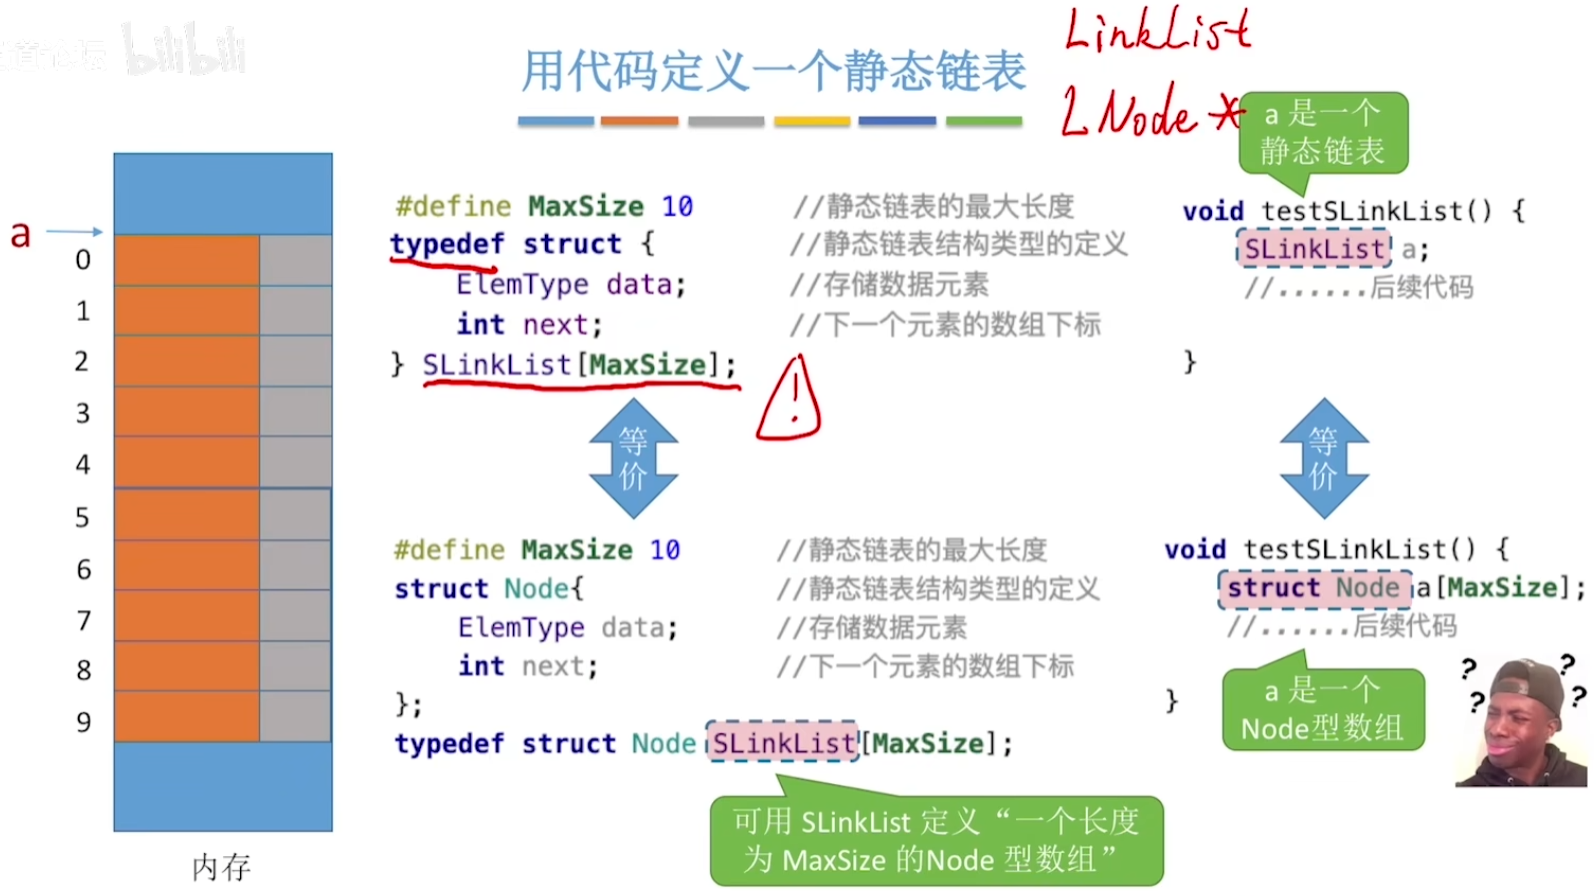 bilibili
用代码定义一个静态链表
LinkList
LNode *
a 是一个
静态链表
a
0
1
2
3
4
5
6
7
8
9
内存
#define MaxSize 10 //静态链表的最大长度
typedef struct { //静态链表结构类型的定义
ElemType data; //存储数据元素
int next; //下一个元素的数组下标
} SLinkList[MaxSize];
!
void testSLinkList() {
SLinkList a;
//......后续代码
}
等
价
等
价
#define MaxSize 10 //静态链表的最大长度
struct Node{ //静态链表结构类型的定义
ElemType data; //存储数据元素
int next; //下一个元素的数组下标
};
typedef struct Node SLinkList[MaxSize];
可用 SLinkList 定义“一个长度
为 MaxSize 的Node 型数组”
void testSLinkList() {
struct Node a[MaxSize];
//......后续代码
}
a 是一个
Node型数组
? ?
? ?